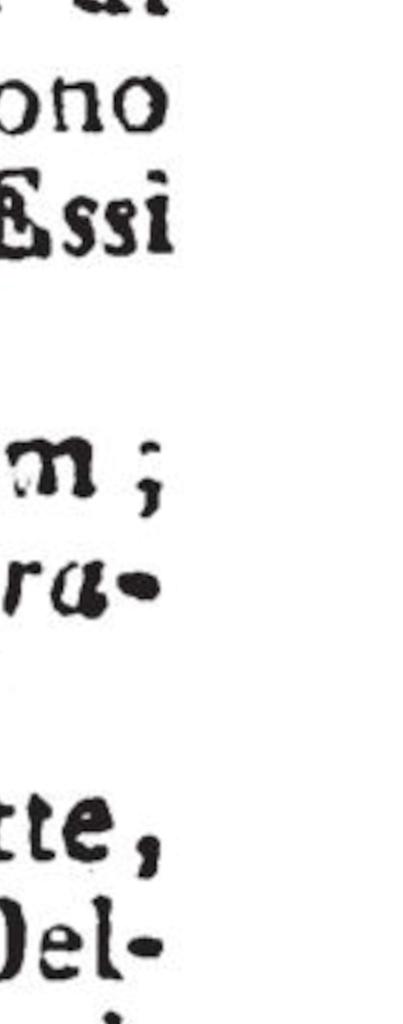 ono
Essi
m ;
ra-
tte,
Del-